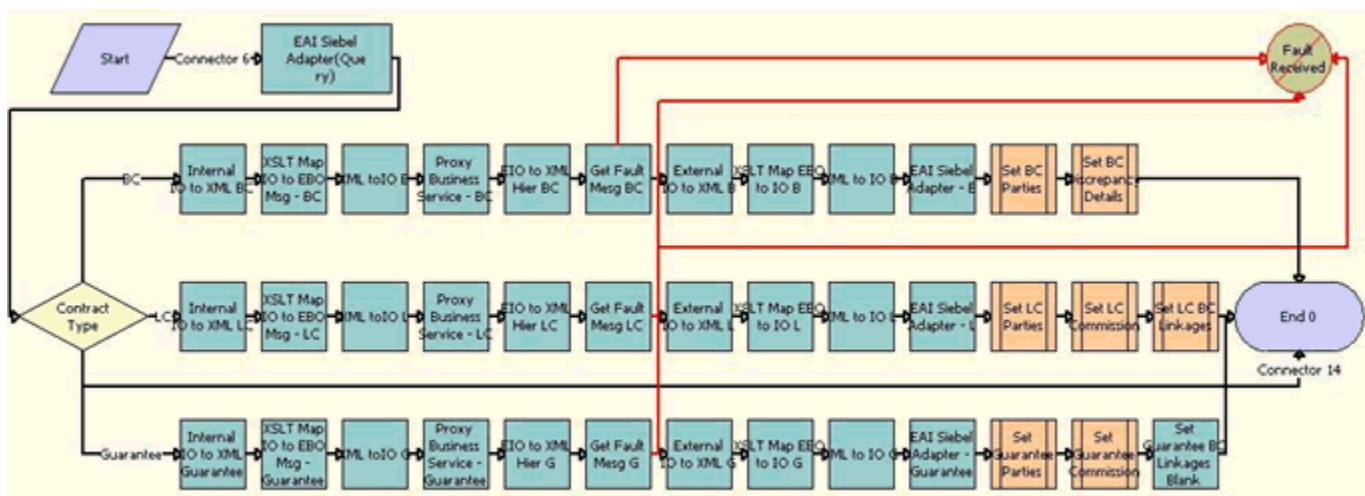 Start
Connector 6
EAI Siebel
Adapter(Que
ry)
Fault
Received
BC
Internal
IO to XML BC
XSLT Map
IO to EBO
Msg - BC
XML toIO B
Proxy
Business
Service - BC
EIO to XML
Hier BC
Get Fault
Mesg BC
External
IO to XML B
XSLT Map EBO
to IO B
XML to IO B
EAI Siebel
Adapter - B
Set BC
Parties
Set BC
Discrepancy
Details
Contract
Type
LC
Internal
IO to XML LC
XSLT Map
IO to EBO
Msg - LC
XML toIO L
Proxy
Business
Service - LC
EIO to XML
Hier LC
Get Fault
Mesg LC
External
IO to XML L
XSLT Map EBO
to IO L
XML to IO L
EAI Siebel
Adapter - L
Set LC
Parties
Set LC
Commission
Set LC BC
Linkages
End 0
Connector 14
Guarantee
Internal
IO to XML
Guarantee
XSLT Map
IO to EBO
Msg -
Guarantee
XML toIO G
Proxy
Business
Service -
Guarantee
EIO to XML
Hier G
Get Fault
Mesg G
External
IO to XML G
XSLT Map EBO
to IO G
XML to IO G
EAI Siebel
Adapter -
Guarantee
Set
Guarantee
Parties
Set
Guarantee
Commission
Set
Guarantee BC
Linkages
Blank